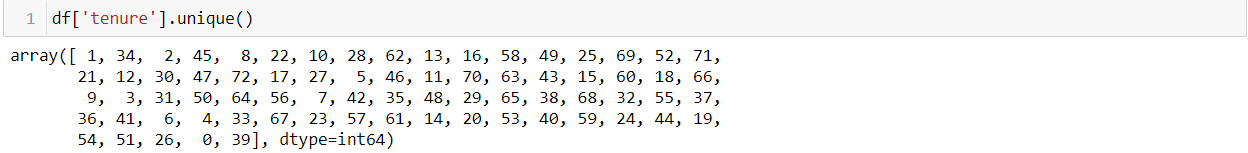 1 df['tenure'].unique()
array([ 1, 34,  2, 45,  8, 22, 10, 28, 62, 13, 16, 58, 49, 25, 69, 52, 71,
       21, 12, 30, 47, 72, 17, 27,  5, 46, 11, 70, 63, 43, 15, 60, 18, 66,
        9,  3, 31, 50, 64, 56,  7, 42, 35, 48, 29, 65, 38, 68, 32, 55, 37,
       36, 41,  6,  4, 33, 67, 23, 57, 61, 14, 20, 53, 40, 59, 24, 44, 19,
       54, 51, 26,  0, 39], dtype=int64)